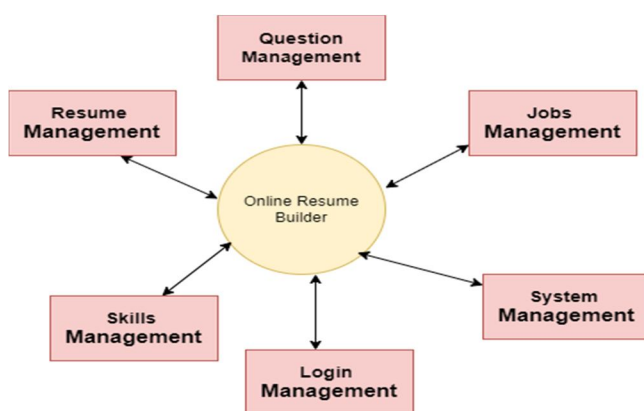 Question
Management
Resume
Management
Jobs
Management
Online Resume
Builder
Skills
Management
System
Management
Login
Management